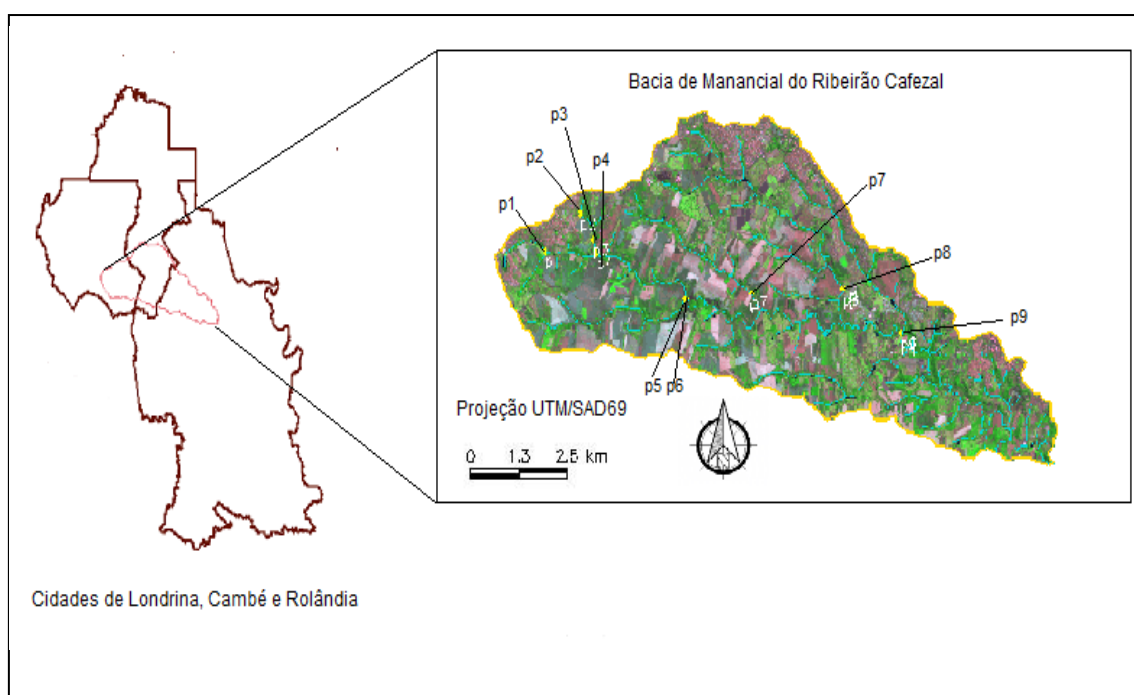 Bacia de Manancial do Ribeirão Cafezal
p3
p2
p4
p7
p1
p8
p9
p5 p6
Projeção UTM/SAD69
0 1.3 2.5 km
N
Cidades de Londrina, Cambé e Rolândia